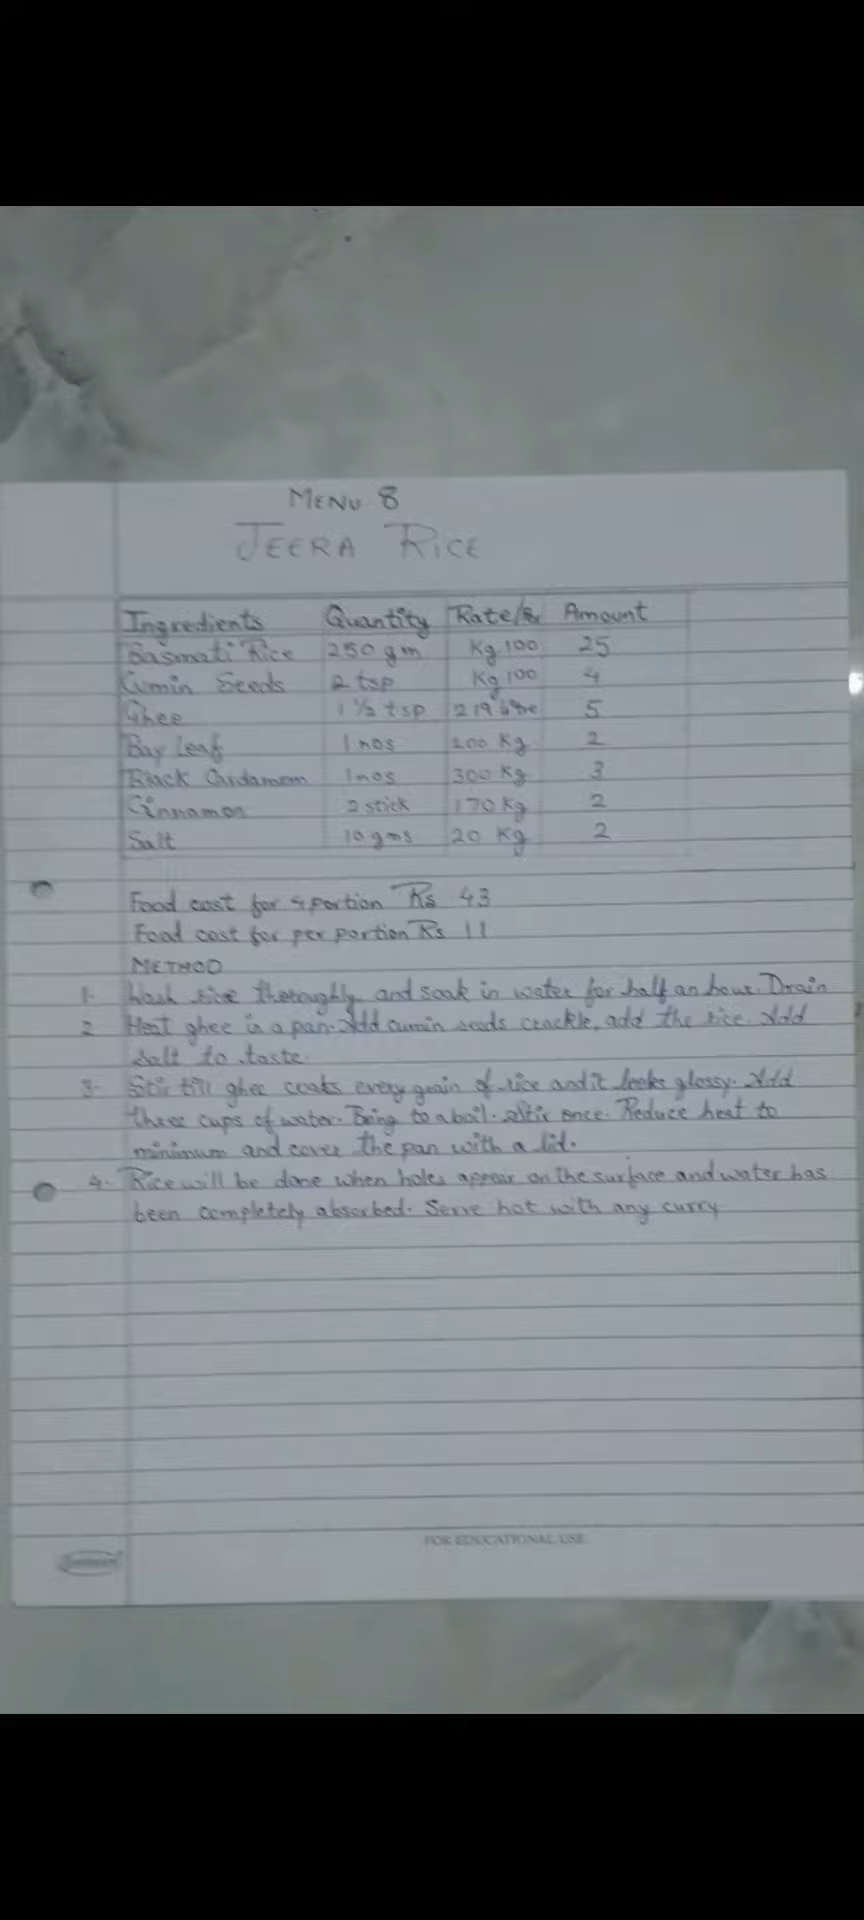 MENU 8
JEERA RICE
Ingredients Quantity Rate/ Amount
Basmati Rice 250 gm Kg 100 25
Cumin Seeds 2 tsp Kg 100 4
Ghee 1 1/2 tsp 219 5
Bay Leaf 1 nos 200 Kg 2
Black Cardamom 1 nos 300 Kg 3
Cinnamon 2 stick 170 Kg 2
Salt 10 gms 20 Kg 2
Food cost for 4 portion Rs 43
Food cost for per portion Rs 11
METHOD
1. Wash rice thoroughly and soak in water for half an hour. Drain
2 Heat ghee in a pan. Add cumin seeds crackle, add the rice. Add
salt to taste.
3. Stir till ghee coats every grain of rice and it looks glossy. Add
three cups of water. Bring to a boil. Stir once. Reduce heat to
minimum and cover the pan with a lid.
4. Rice will be done when holes appear on the surface and water has
been completely absorbed. Serve hot with any curry
FOR EDUCATIONAL USE